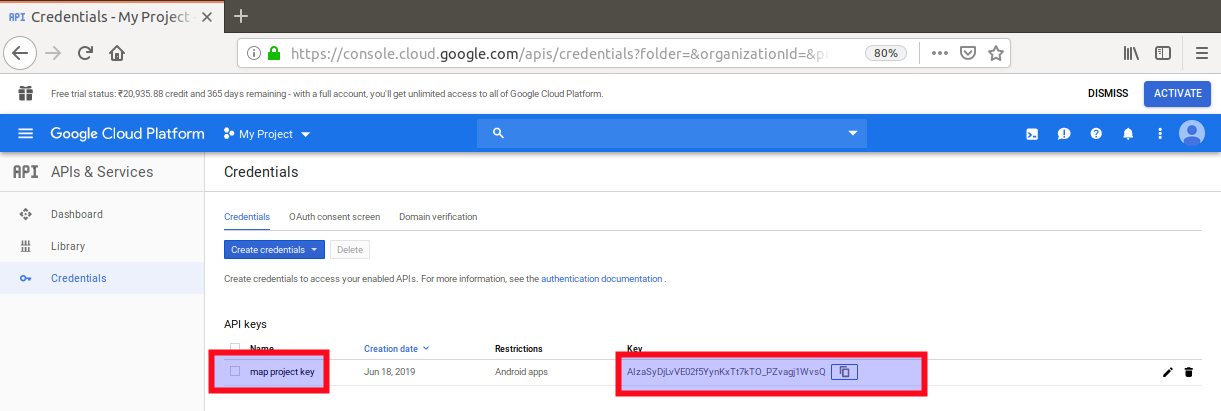 API Credentials - My Project
https://console.cloud.google.com/apis/credentials?folder=&organizationId=&p 80%
Free trial status: ₹20,935.88 credit and 365 days remaining - with a full account, you'll get unlimited access to all of Google Cloud Platform. DISMISS ACTIVATE
Google Cloud Platform My Project
API APIs & Services Credentials
Dashboard
Library
Credentials
Credentials OAuth consent screen Domain verification
Create credentials Delete
Create credentials to access your enabled APIs. For more information, see the authentication documentation .
API keys
Name Creation date Restrictions Key
map project key Jun 18, 2019 Android apps AIzaSyDjLvVE02f5YynKxTt7kTO_PZvagj1WvsQ